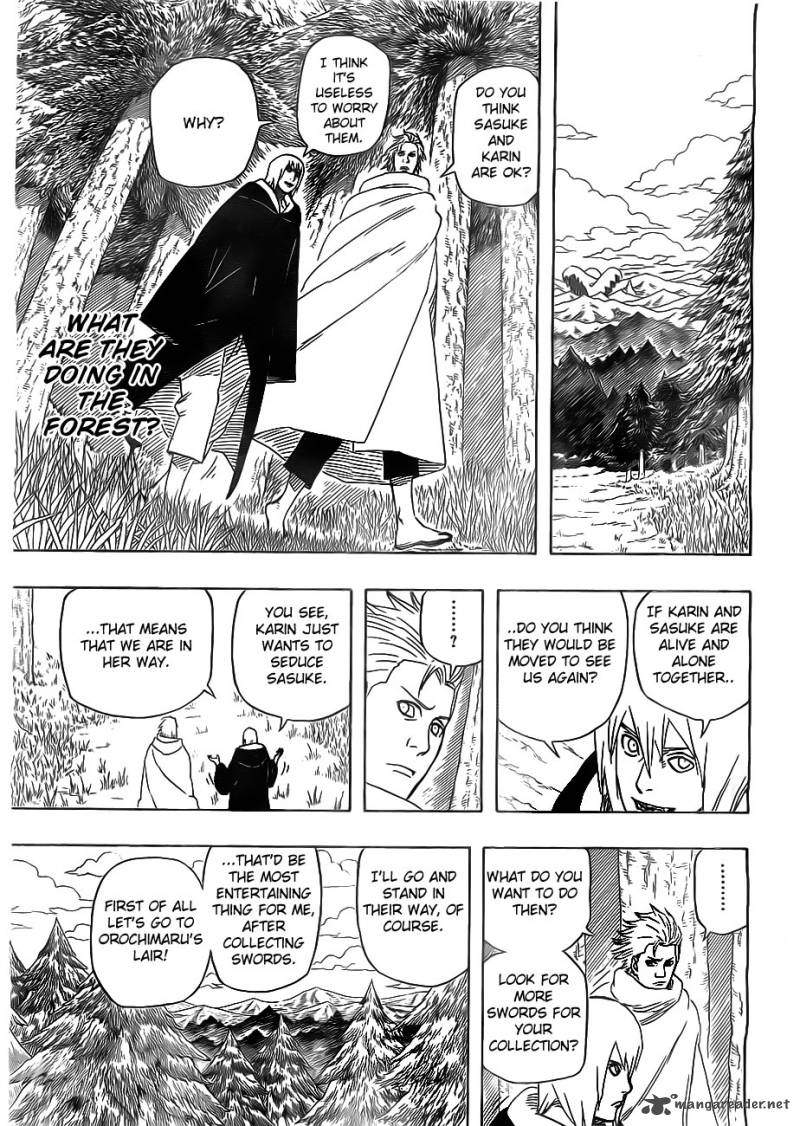 DO YOU
THINK
SASUKE
AND
KARIN
ARE OK?
I THINK
IT'S
USELESS
TO WORRY
ABOUT
THEM.
WHY?
WHAT
ARE THEY
DOING IN
THE
FOREST?
IF KARIN AND
SASUKE ARE
ALIVE AND
ALONE
TOGETHER..
..DO YOU THINK
THEY WOULD
BE MOVED TO SEE
US AGAIN?
........
?
YOU SEE,
KARIN JUST
WANTS TO
SEDUCE
SASUKE.
...THAT MEANS
THAT WE ARE IN
HER WAY.
........
WHAT DO YOU
WANT TO DO
THEN?
LOOK FOR
MORE
SWORDS FOR
YOUR
COLLECTION?
I'LL GO AND
STAND IN
THEIR WAY, OF
COURSE.
...THAT'D BE
THE MOST
ENTERTAINING
THING FOR ME,
AFTER
COLLECTING
SWORDS.
FIRST OF ALL
LET'S GO TO
OROCHIMARU'S
LAIR!
mangareader.net